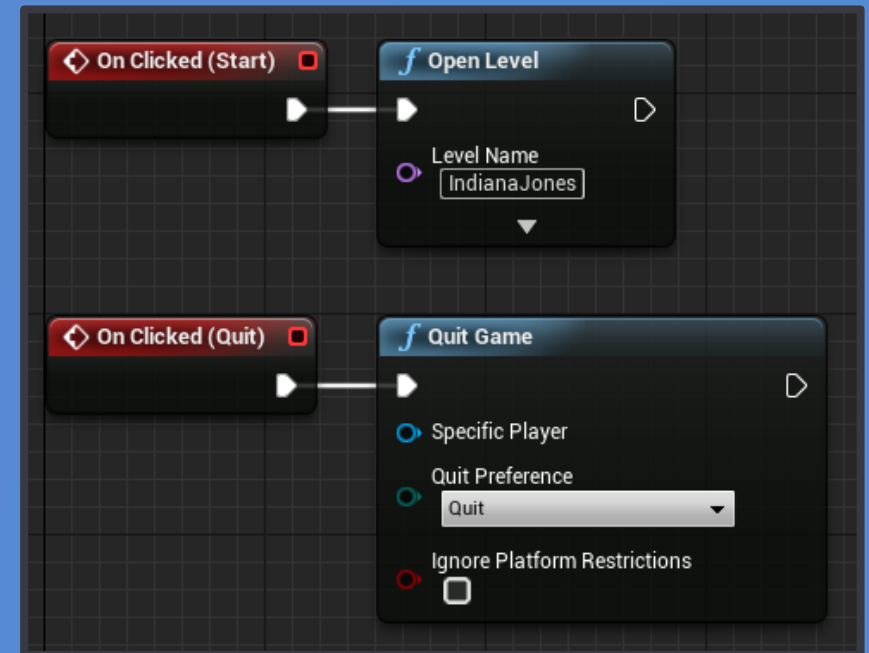 On Clicked (Start)
f Open Level
Level Name
IndianaJones
On Clicked (Quit)
f Quit Game
Specific Player
Quit Preference
Quit
Ignore Platform Restrictions